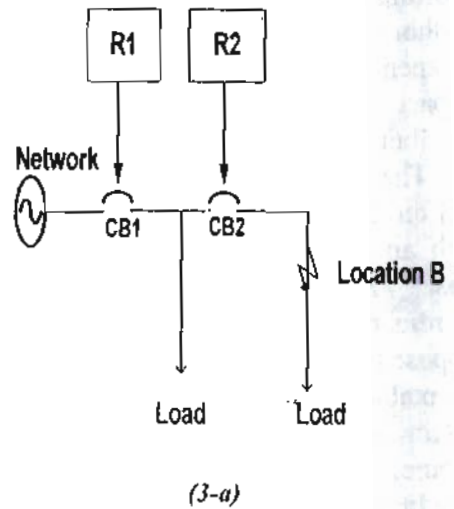 R1 R2
Network
CB1 CB2
Location B
Load Load
(3-a)